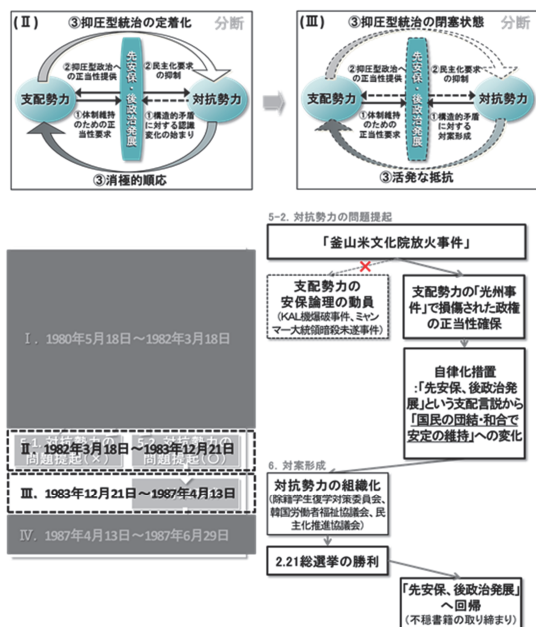 (Ⅱ) ③抑圧型統治の定着化 分断
②抑圧型政治へ
の正当性提供
②民主化要求
の抑制
先安保、後政治発展
支配勢力
対抗勢力
①体制維持
のための正
当性要求
①構造的矛盾
に対する認識
変化の始まり
③消極的順応
(Ⅲ) ③抑圧型統治の閉塞状態 分断
②抑圧型政治へ
の正当性提供
②民主化要求
の抑制
先安保、後政治発展
支配勢力
対抗勢力
①体制維持
のための正
当性要求
①構造的矛盾
に対する
対案形成
③活発な抵抗
Ⅰ. 1980年5月18日～1982年3月18日
5-1. 対抗勢力の
問題提起(×)
5-2. 対抗勢力の
問題提起(〇)
Ⅱ. 1982年3月18日～1983年12月21日
Ⅲ. 1983年12月21日～1987年4月13日
Ⅳ. 1987年4月13日～1987年6月29日
5-2. 対抗勢力の問題提起
「釜山米文化院放火事件」
支配勢力の
安保論理の動員
(KAL機爆破事件、ミャン
マー大統領暗殺未遂事件)
支配勢力の「光州事
件」で損傷された政権
の正当性確保
自律化措置
:「先安保、後政治発
展」という支配言説から
「国民の団結・和合で
安定の維持」への変化
6. 対案形成
対抗勢力の組織化
(除籍学生復学対策委員会、
韓国労働者福祉協議会、民
主化推進協議会)
2.21総選挙の勝利
「先安保、後政治発展」
へ回帰
(不穏書籍の取り締まり)